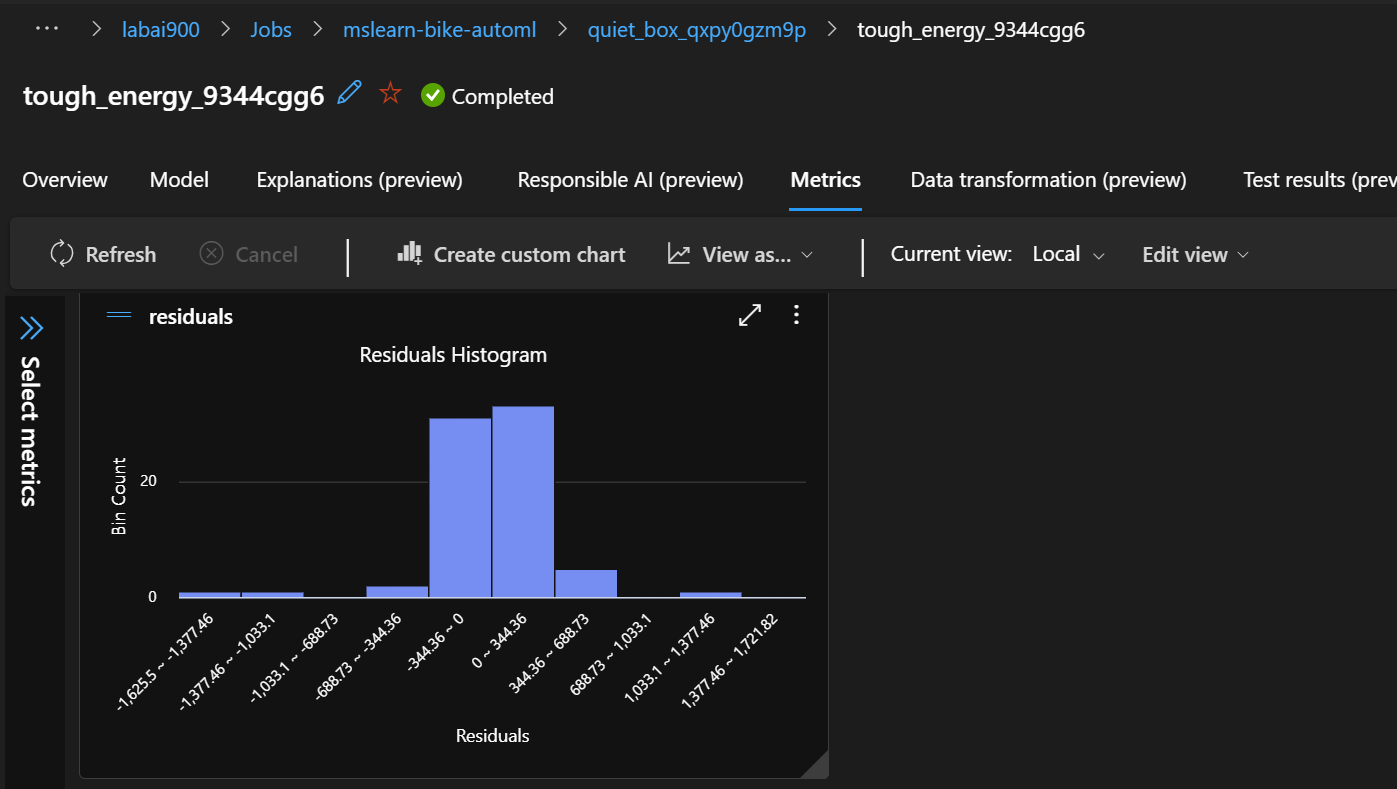 ··· > labai900 > Jobs > mslearn-bike-automl > quiet_box_qxpy0gzm9p > tough_energy_9344cgg6
tough_energy_9344cgg6 Completed
Overview Model Explanations (preview) Responsible AI (preview) Metrics Data transformation (preview) Test results (prev
Refresh Cancel | Create custom chart View as... | Current view: Local Edit view
Select metrics
residuals
Residuals Histogram
Bin Count
20
0
-1,625.5 ~ -1,377.46
-1,377.46 ~ -1,033.1
-1,033.1 ~ -688.73
-688.73 ~ -344.36
-344.36 ~ 0
0 ~ 344.36
344.36 ~ 688.73
688.73 ~ 1,033.1
1,033.1 ~ 1,377.46
1,377.46 ~ 1,721.82
Residuals